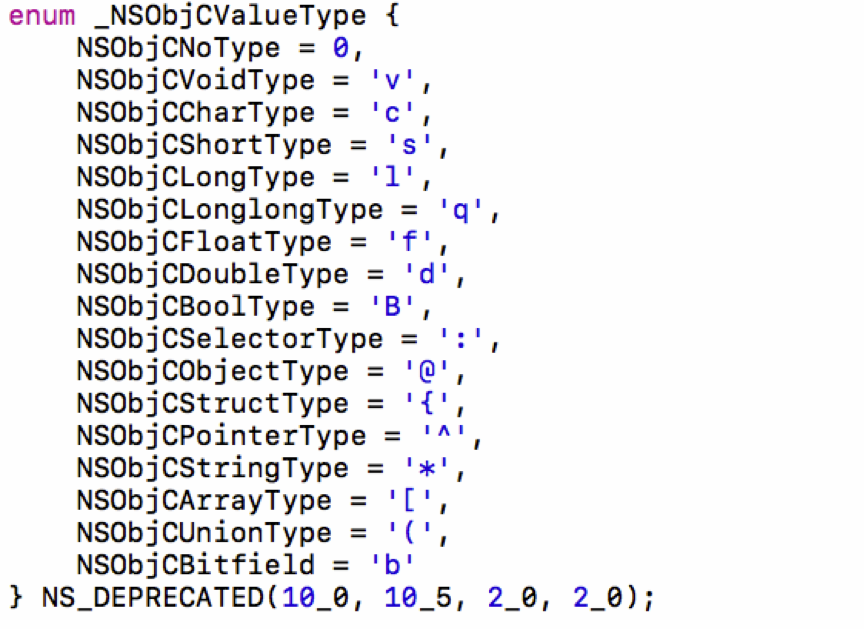 enum _NSObjCValueType {
    NSObjCNoType = 0,
    NSObjCVoidType = 'v',
    NSObjCCharType = 'c',
    NSObjCShortType = 's',
    NSObjCLongType = 'l',
    NSObjCLonglongType = 'q',
    NSObjCFloatType = 'f',
    NSObjCDoubleType = 'd',
    NSObjCBoolType = 'B',
    NSObjCSelectorType = ':',
    NSObjCObjectType = '@',
    NSObjCStructType = '{',
    NSObjCPointerType = '^',
    NSObjCStringType = '*',
    NSObjCArrayType = '[',
    NSObjCUnionType = '(',
    NSObjCBitfield = 'b'
} NS_DEPRECATED(10_0, 10_5, 2_0, 2_0);